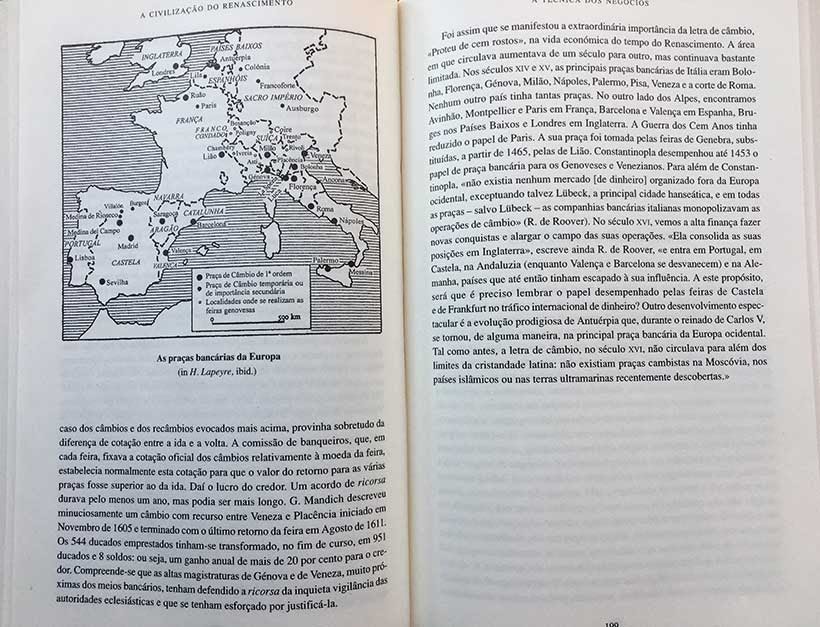 A CIVILIZAÇÃO DO RENASCIMENTO
INGLATERRA
PAÍSES BAIXOS
Antuérpia
Londres
Lila
Colónia
ESPANHÓIS
Francoforte
Ruão
SACRO IMPÉRIO
Paris
Ausburgo
FRANÇA
Besançon
FRANCO
CONDADO
Poligny
SUÍÇA
Coire
Trento
Chambéry
Lião
Ivreia
Milão
Rivoli
Veneza
Placência
Bolonha
Génova
Florença
Ancona
NAVARRA
Villalón
Burgos
Medina de Rioseco
Saragoça
CATALUNHA
Medina del Campo
Barcelona
ARAGÃO
Roma
Nápoles
PORTUGAL
Madrid
Lisboa
CASTELA
Valença
VALENÇA
Sevilha
Palermo
Messina
Praça de Câmbio de 1ª ordem
Praça de Câmbio temporária ou
de importância secundária
Localidades onde se realizam as
feiras genovesas
0 500 km
As praças bancárias da Europa
(in H. Lapeyre, ibid.)
caso dos câmbios e dos recâmbios evocados mais acima, provinha sobretudo da
diferença de cotação entre a ida e a volta. A comissão de banqueiros, que, em
cada feira, fixava a cotação oficial dos câmbios relativamente à moeda da feira,
estabelecia normalmente esta cotação para que o valor do retorno para as várias
praças fosse superior ao da ida. Daí o lucro do credor. Um acordo de ricorsa
durava pelo menos um ano, mas podia ser mais longo. G. Mandich descreveu
minuciosamente um câmbio com recurso entre Veneza e Placência iniciado em
Novembro de 1605 e terminado com o último retorno da feira em Agosto de 1611.
Os 544 ducados emprestados tinham-se transformado, no fim de curso, em 951
ducados e 8 soldos: ou seja, um ganho anual de mais de 20 por cento para o cre-
dor. Compreende-se que as altas magistraturas de Génova e de Veneza, muito pró-
ximas dos meios bancários, tenham defendido a ricorsa da inquieta vigilância das
autoridades eclesiásticas e que se tenham esforçado por justificá-la.
A TÉCNICA DOS NEGÓCIOS
Foi assim que se manifestou a extraordinária importância da letra de câmbio,
«Proteu de cem rostos», na vida económica do tempo do Renascimento. A área
em que circulava aumentava de um século para outro, mas continuava bastante
limitada. Nos séculos XIV e XV, as principais praças bancárias de Itália eram Bolo-
nha, Florença, Génova, Milão, Nápoles, Palermo, Pisa, Veneza e a corte de Roma.
Nenhum outro país tinha tantas praças. No outro lado dos Alpes, encontramos
Avinhão, Montpellier e Paris em França, Barcelona e Valença em Espanha, Bru-
ges nos Países Baixos e Londres em Inglaterra. A Guerra dos Cem Anos tinha
reduzido o papel de Paris. A sua praça foi tomada pelas feiras de Genebra, subs-
tituídas, a partir de 1465, pelas de Lião. Constantinopla desempenhou até 1453 o
papel de praça bancária para os Genoveses e Venezianos. Para além de Constan-
tinopla, «não existia nenhum mercado [de dinheiro] organizado fora da Europa
ocidental, exceptuando talvez Lübeck, a principal cidade hanseática, e em todas
as praças – salvo Lübeck – as companhias bancárias italianas monopolizavam as
operações de câmbio» (R. de Roover). No século XVI, vemos a alta finança fazer
novas conquistas e alargar o campo das suas operações. «Ela consolida as suas
posições em Inglaterra», escreve ainda R. de Roover, «e entra em Portugal, em
Castela, na Andaluzia (enquanto Valença e Barcelona se desvanecem) e na Ale-
manha, países que até então tinham escapado à sua influência. A este propósito,
será que é preciso lembrar o papel desempenhado pelas feiras de Castela
e de Frankfurt no tráfico internacional de dinheiro? Outro desenvolvimento espec-
tacular é a evolução prodigiosa de Antuérpia que, durante o reinado de Carlos V,
se tornou, de alguma maneira, na principal praça bancária da Europa ocidental.
Tal como antes, a letra de câmbio, no século XVI, não circulava para além dos
limites da cristandade latina: não existiam praças cambistas na Moscóvia, nos
países islâmicos ou nas terras ultramarinas recentemente descobertas.»